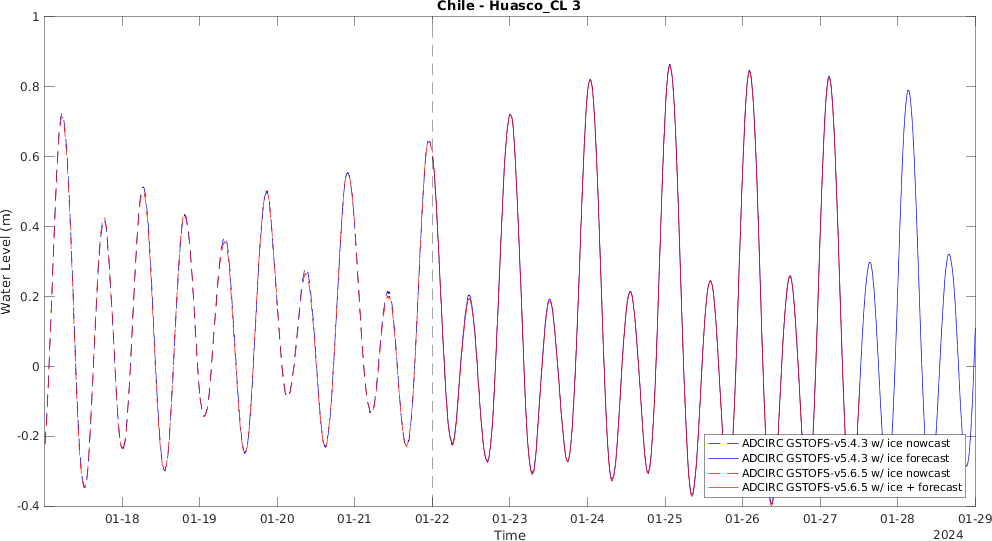 Chile - Huasco_CL 3
Water Level (m)
1
0.8
0.6
0.4
0.2
0
-0.2
-0.4
ADCIRC GSTOFS-v5.4.3 w/ ice nowcast
ADCIRC GSTOFS-v5.4.3 w/ ice forecast
ADCIRC GSTOFS-v5.6.5 w/ ice nowcast
ADCIRC GSTOFS-v5.6.5 w/ ice + forecast
01-18 01-19 01-20 01-21 01-22 01-23 01-24 01-25 01-26 01-27 01-28 01-29
Time
2024